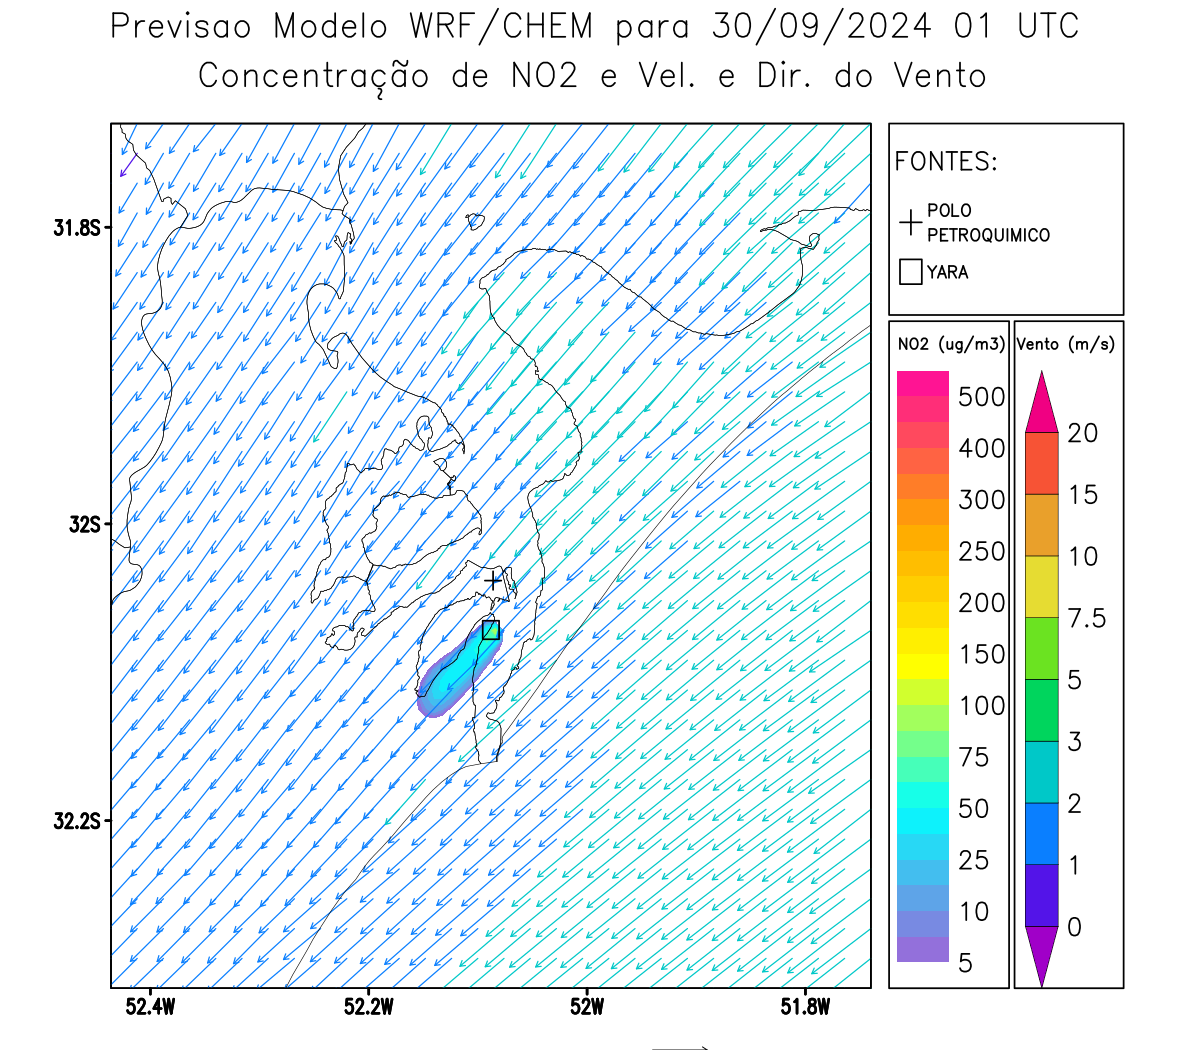 Previsao Modelo WRF/CHEM para 30/09/2024 01 UTC
Concentração de NO2 e Vel. e Dir. do Vento
FONTES:
POLO
PETROQUIMICO
YARA
NO2 (ug/m3)
500
400
300
250
200
150
100
75
50
25
10
5
Vento (m/s)
20
15
10
7.5
5
3
2
1
0
31.8S
32S
32.2S
52.4W
52.2W
52W
51.8W